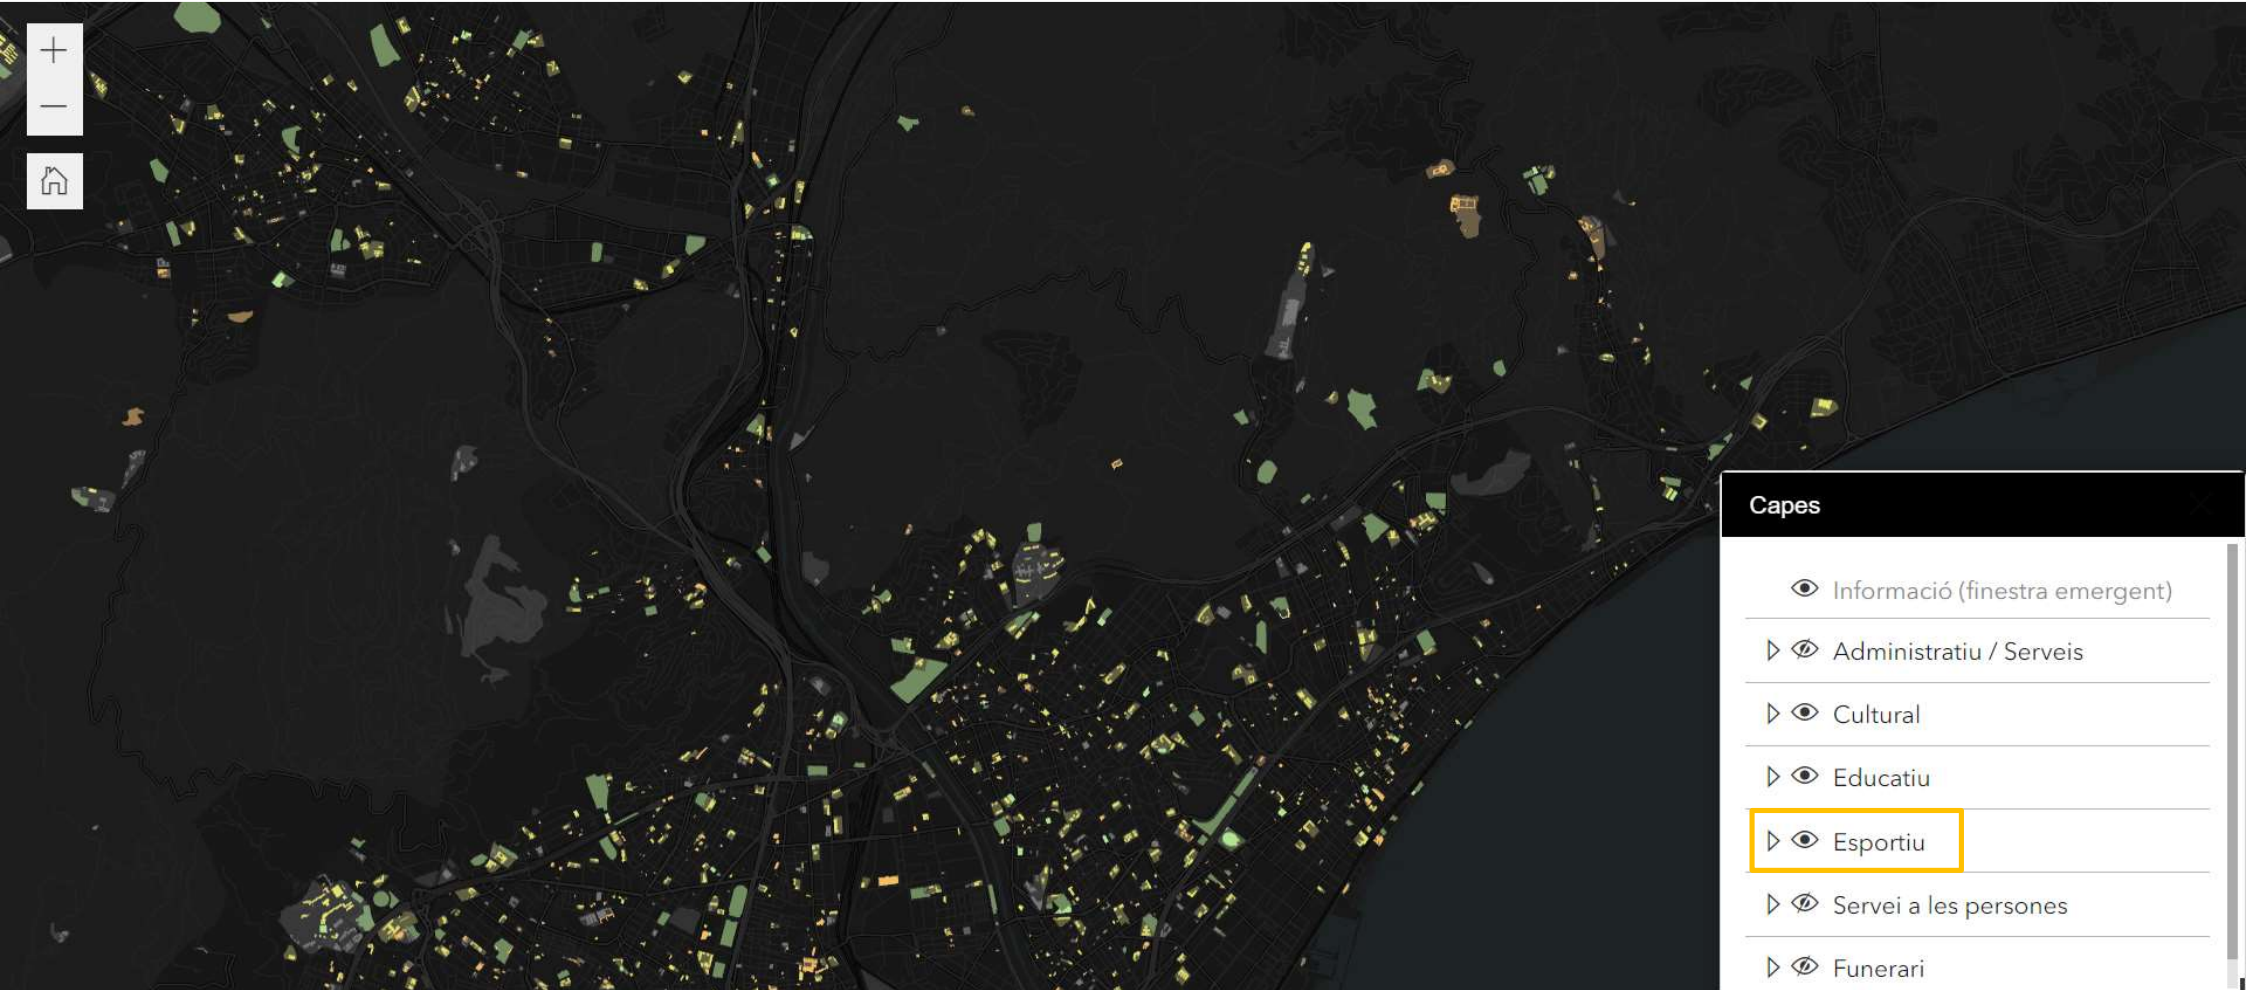 Capes
Informació (finestra emergent)
Administratiu / Serveis
Cultural
Educatiu
Esportiu
Servei a les persones
Funerari